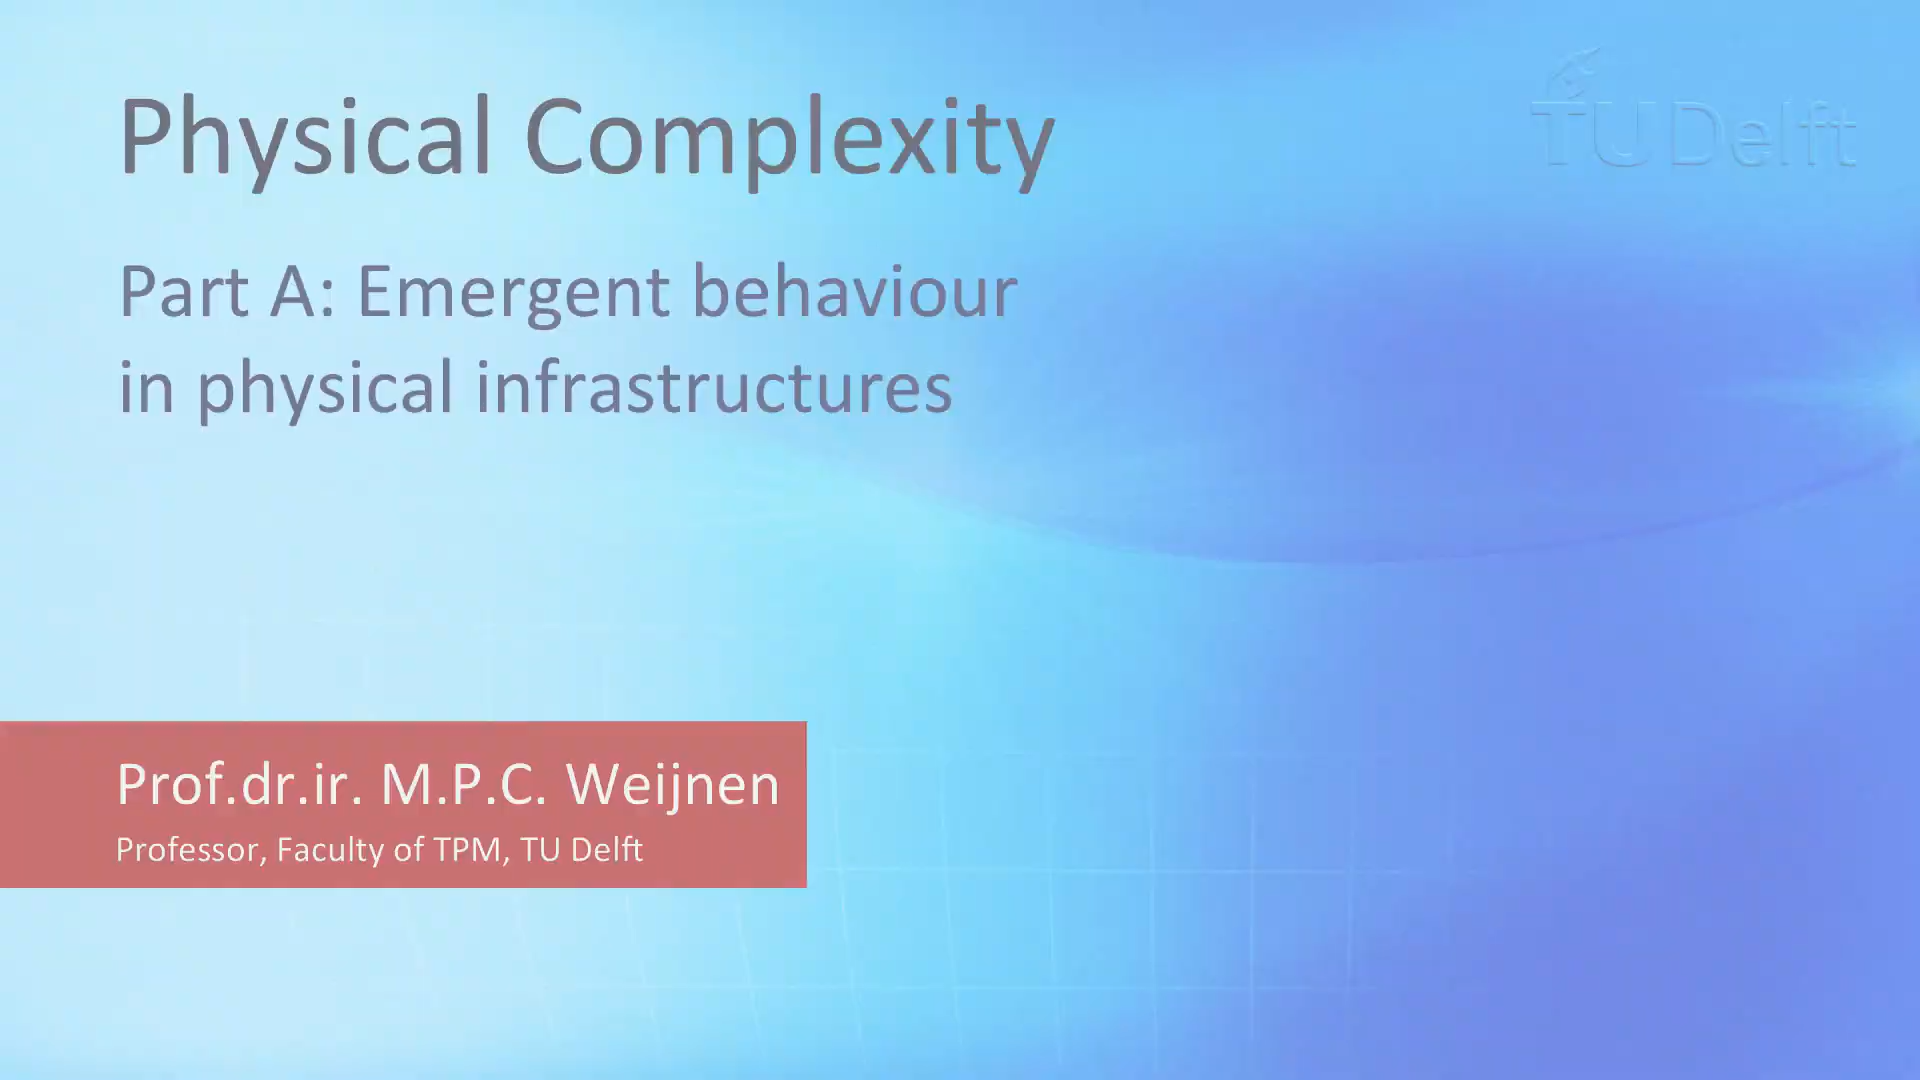 Physical Complexity
TU Delft
Part A: Emergent behaviour
in physical infrastructures
Prof.dr.ir. M.P.C. Weijnen
Professor, Faculty of TPM, TU Delft